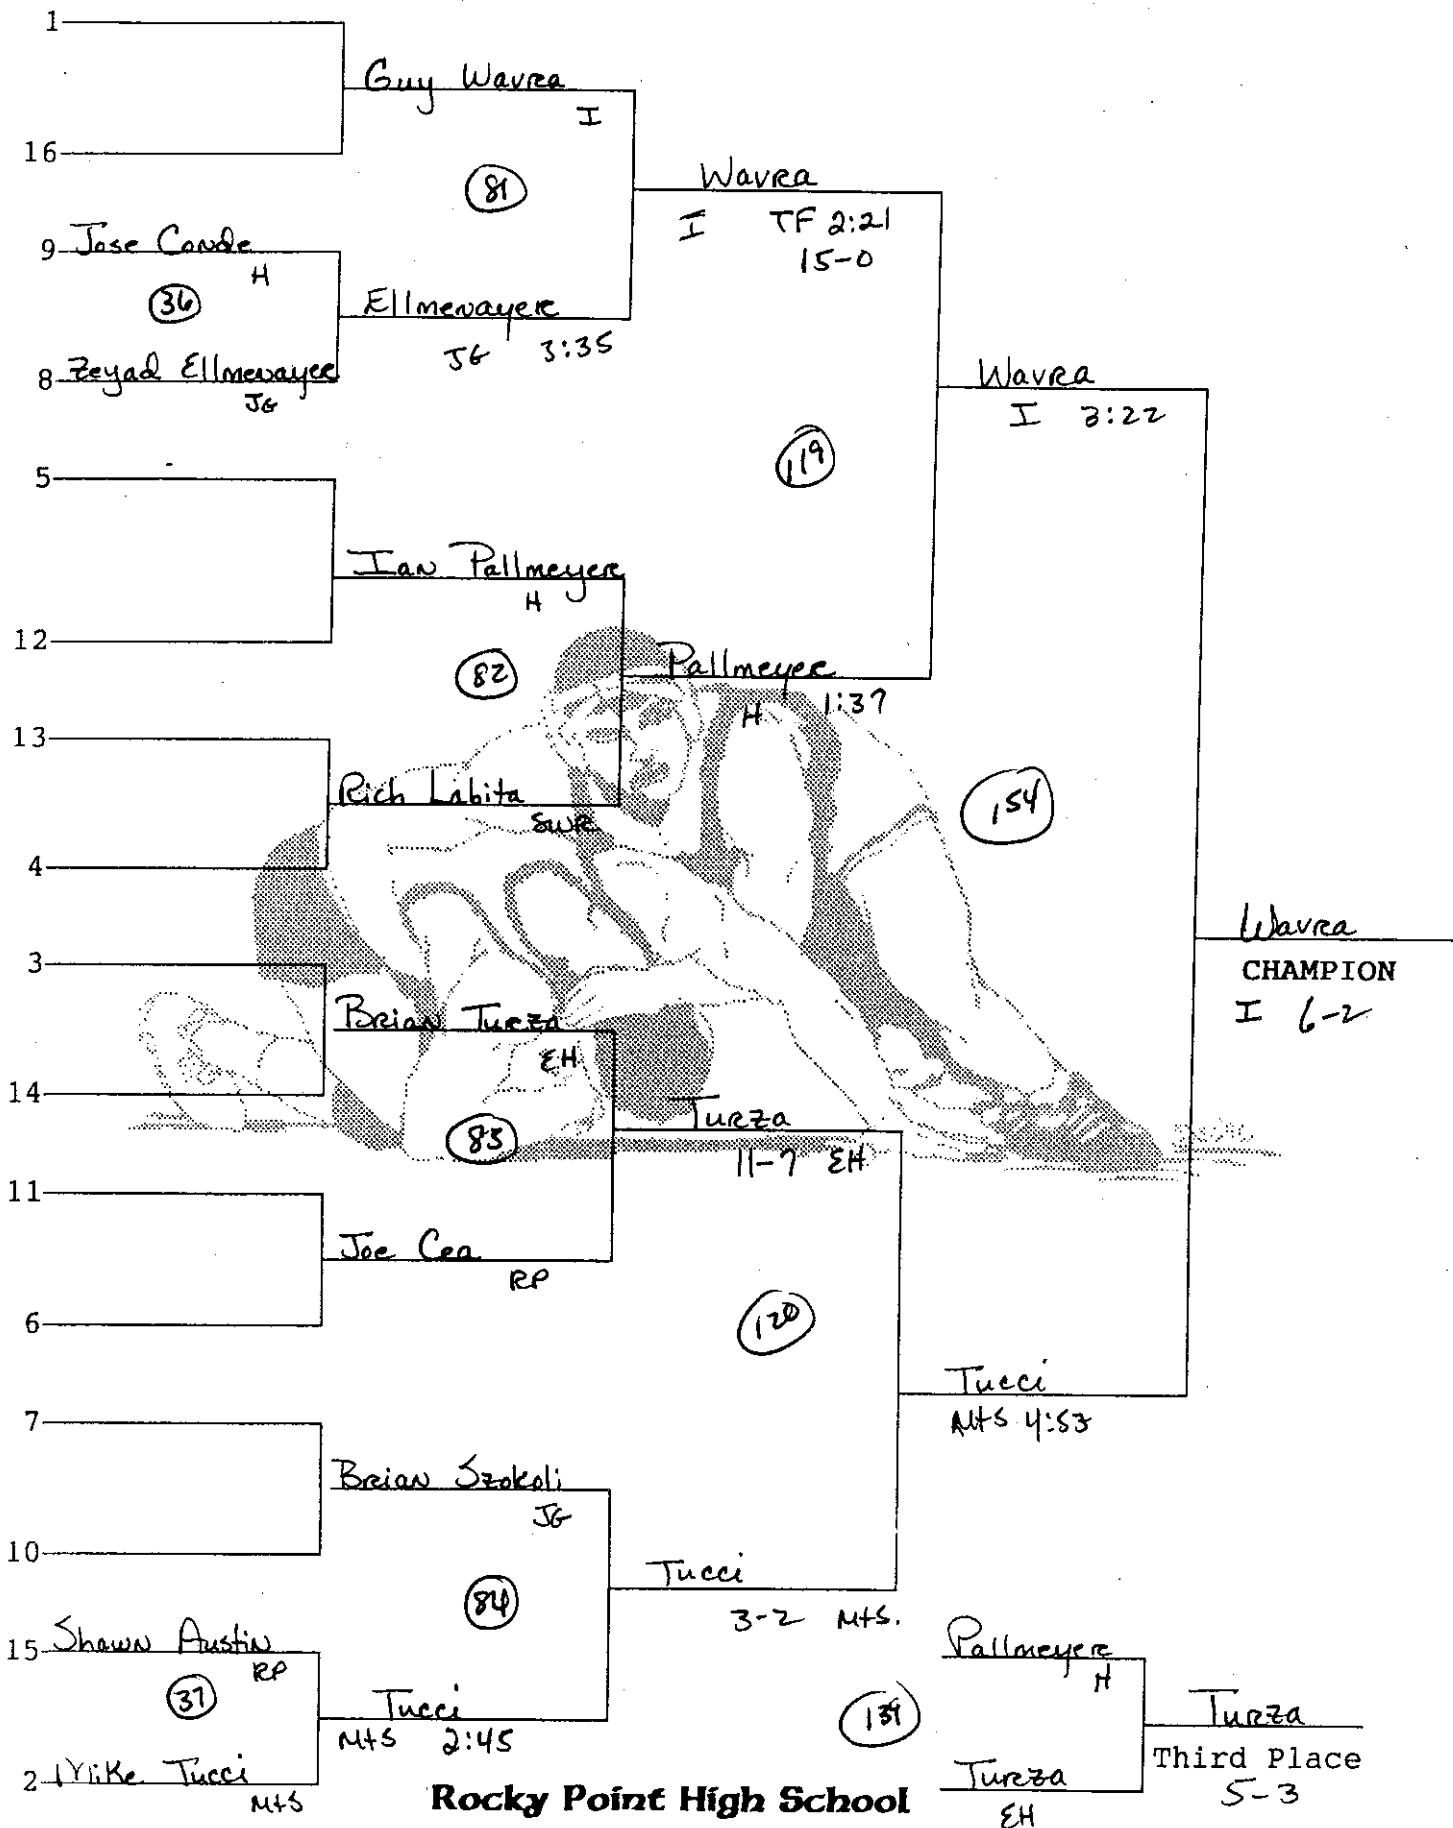 1
Guy Wavra
I
16
81
Wavra
I TF 2:21
15-0
9 Jose Conde
H
36
Ellmenayer
JG 3:35
8 Zeyad Ellmenayer
JG
Wavra
I 3:22
119
5
Ian Pallmeyer
H
12
82
Pallmeyer
H 1:37
13
Rich Labita
SWR
4
154
Wavra
CHAMPION
I 6-2
3
Brian Turza
EH
14
83
Turza
11-7 EH
11
Joe Cea
RP
6
120
Tucci
M+S 4:53
7
Brian Szokoli
JG
10
84
Tucci
3-2 M+S.
15 Shawn Austin
RP
37
Tucci
M+S 2:45
2 Mike Tucci
M+S
Pallmeyer
H
139
Turza
Third Place
5-3
Turza
EH
Rocky Point High School